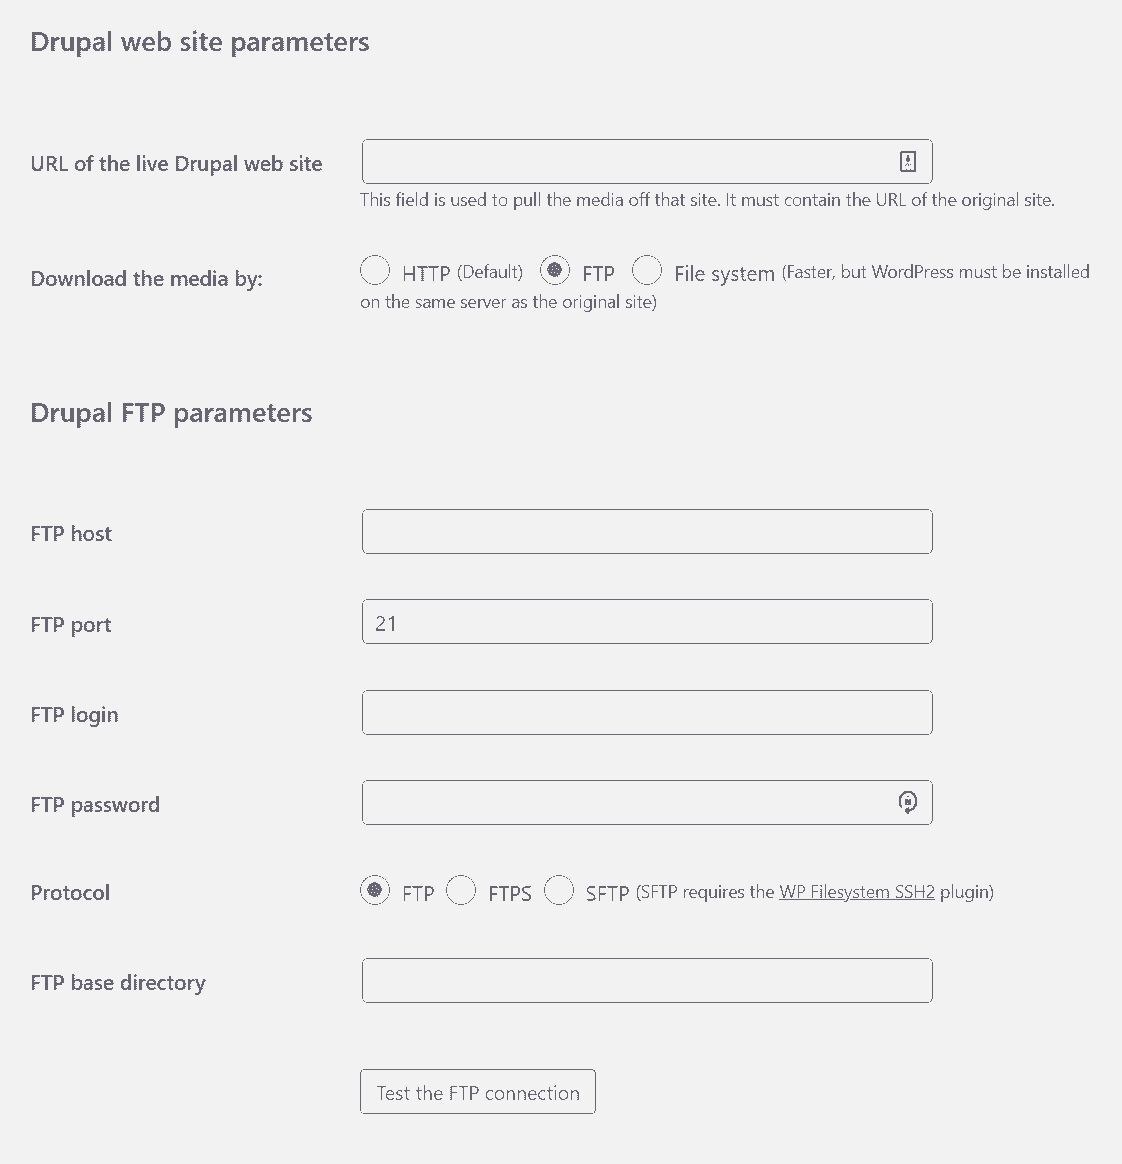 Drupal web site parameters
URL of the live Drupal web site
This field is used to pull the media off that site. It must contain the URL of the original site.
Download the media by:
HTTP (Default) FTP File system (Faster, but WordPress must be installed
on the same server as the original site)
Drupal FTP parameters
FTP host
FTP port 21
FTP login
FTP password
Protocol FTP FTPS SFTP (SFTP requires the WP Filesystem SSH2 plugin)
FTP base directory
Test the FTP connection